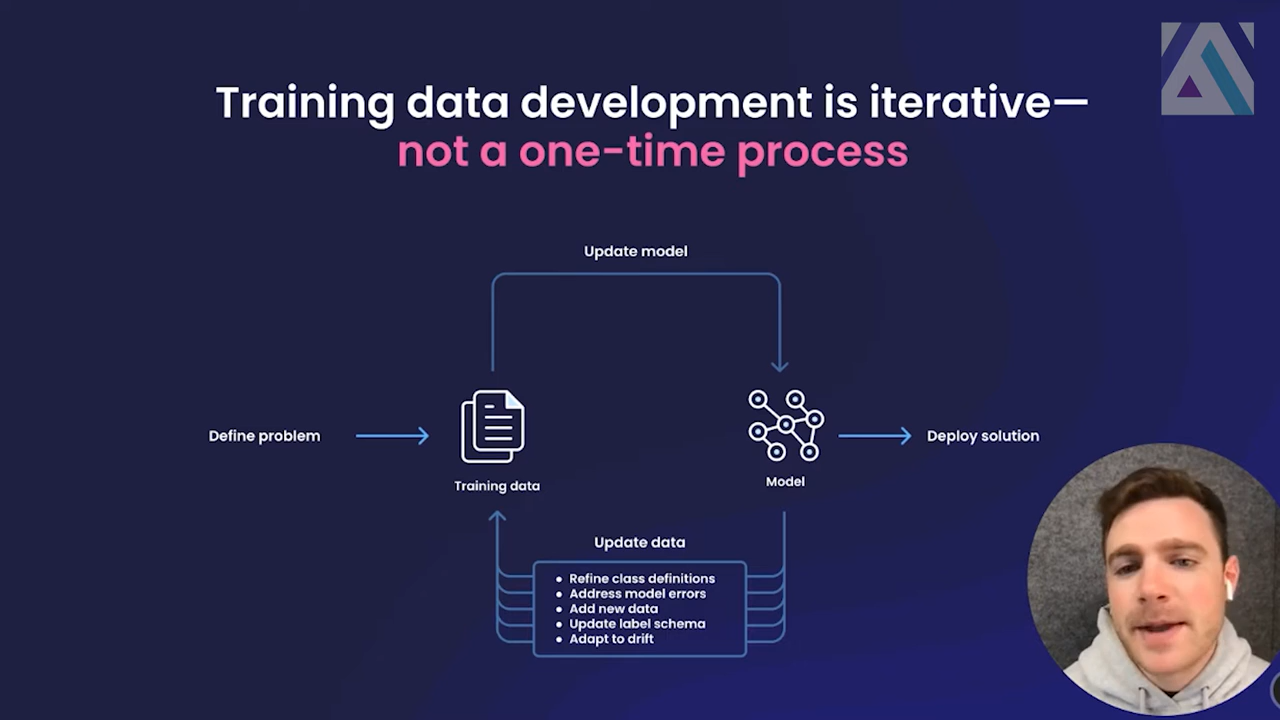 Training data development is iterative—
not a one-time process
Update model
Define problem
Deploy solution
Training data
Model
Update data
• Refine class definitions
• Address model errors
• Add new data
• Update label schema
• Adapt to drift